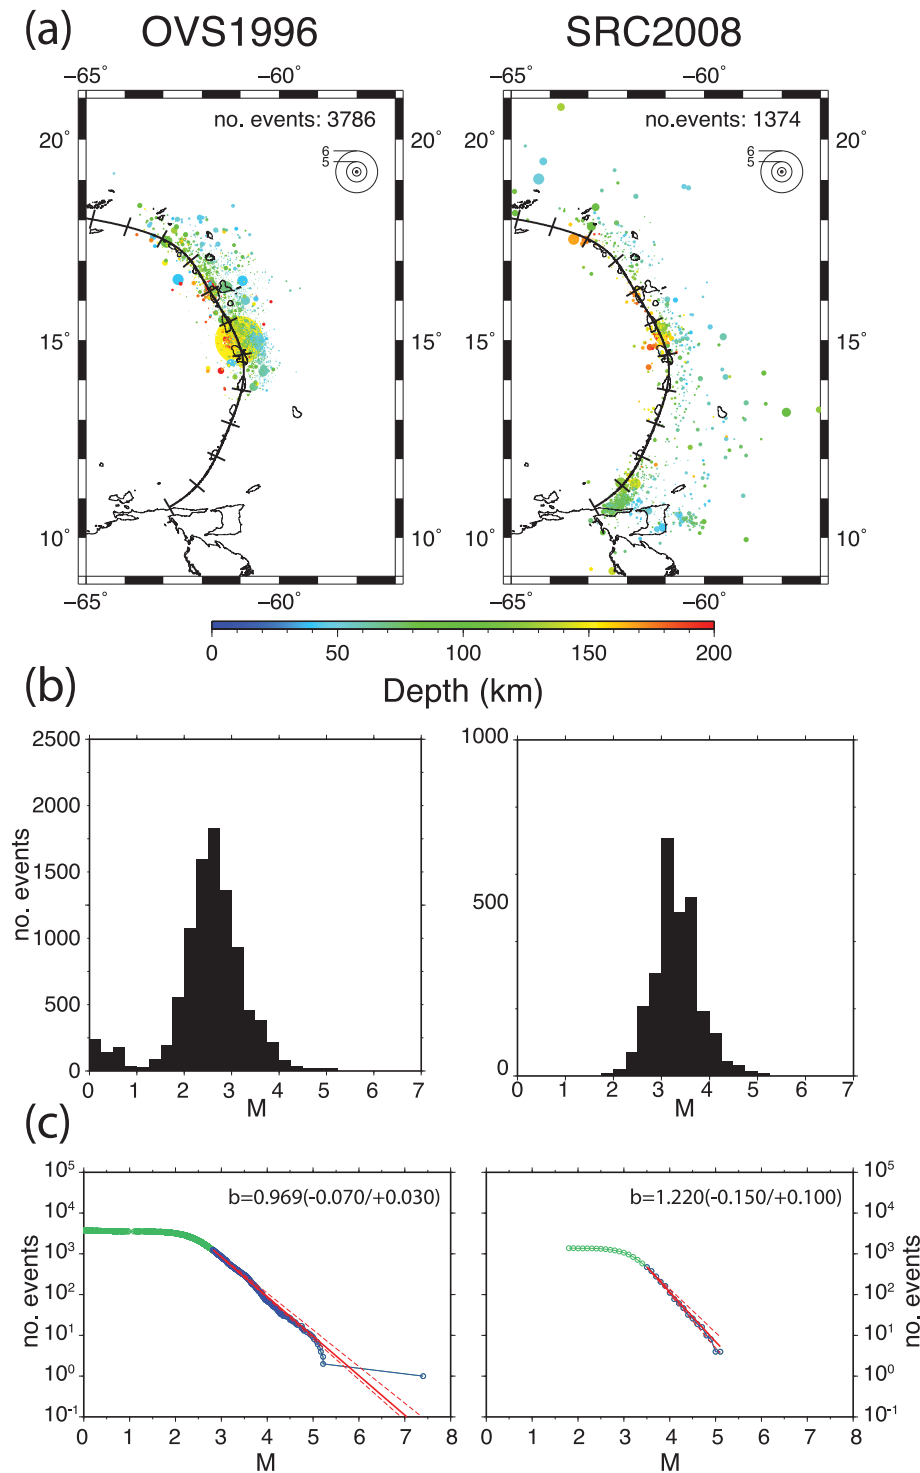 (a)
OVS1996
SRC2008
−65° −60°
−65° −60°
no. events: 3786
no.events: 1374
20° 20° 20°
6
5
6
5
15° 15° 15°
10° 10° 10°
−65° −60°
−65° −60°
0 50 100 150 200
Depth (km)
(b)
2500
2000
1500
1000
500
0
no. events
0 1 2 3 4 5 6 7
M
1000
500
0
0 1 2 3 4 5 6 7
M
(c)
10⁵
10⁴
10³
10²
10¹
10⁰
10⁻¹
no. events
b=0.969(-0.070/+0.030)
0 1 2 3 4 5 6 7 8
M
b=1.220(-0.150/+0.100)
10⁵
10⁴
10³
10²
10¹
10⁰
10⁻¹
no. events
0 1 2 3 4 5 6 7 8
M